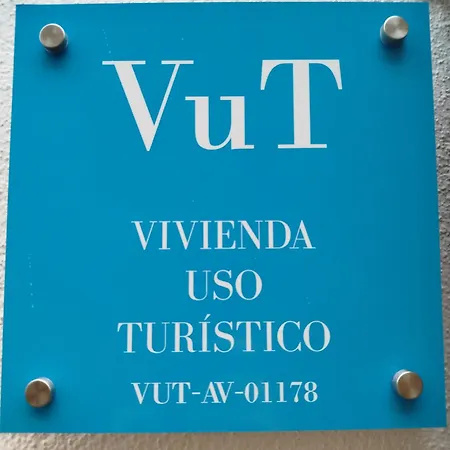 VuT
VIVIENDA
USO
TURÍSTICO
VUT-AV-01178